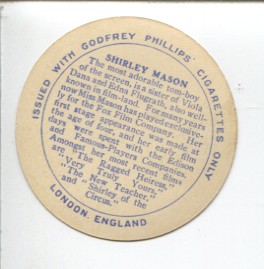 ISSUED WITH GODFREY PHILLIPS' CIGARETTES ONLY
SHIRLEY MASON
The most adorable tom-boy
of the screen, is a sister of Viola
Dana and Edna Flugrath, also well-
known in film-land. For many years
now Miss Mason has played exclusive-
ly for the Fox Film Company. Her
first stage appearance was made at
the age of four, and her early film
days were spent with the Edison
and Famous-Players Companies.
Amongst her most recent films
are "The Ragged Heiress,"
"Very Truly Yours,"
"The New Teacher,"
and "Shirley of the
Circus."
LONDON, ENGLAND